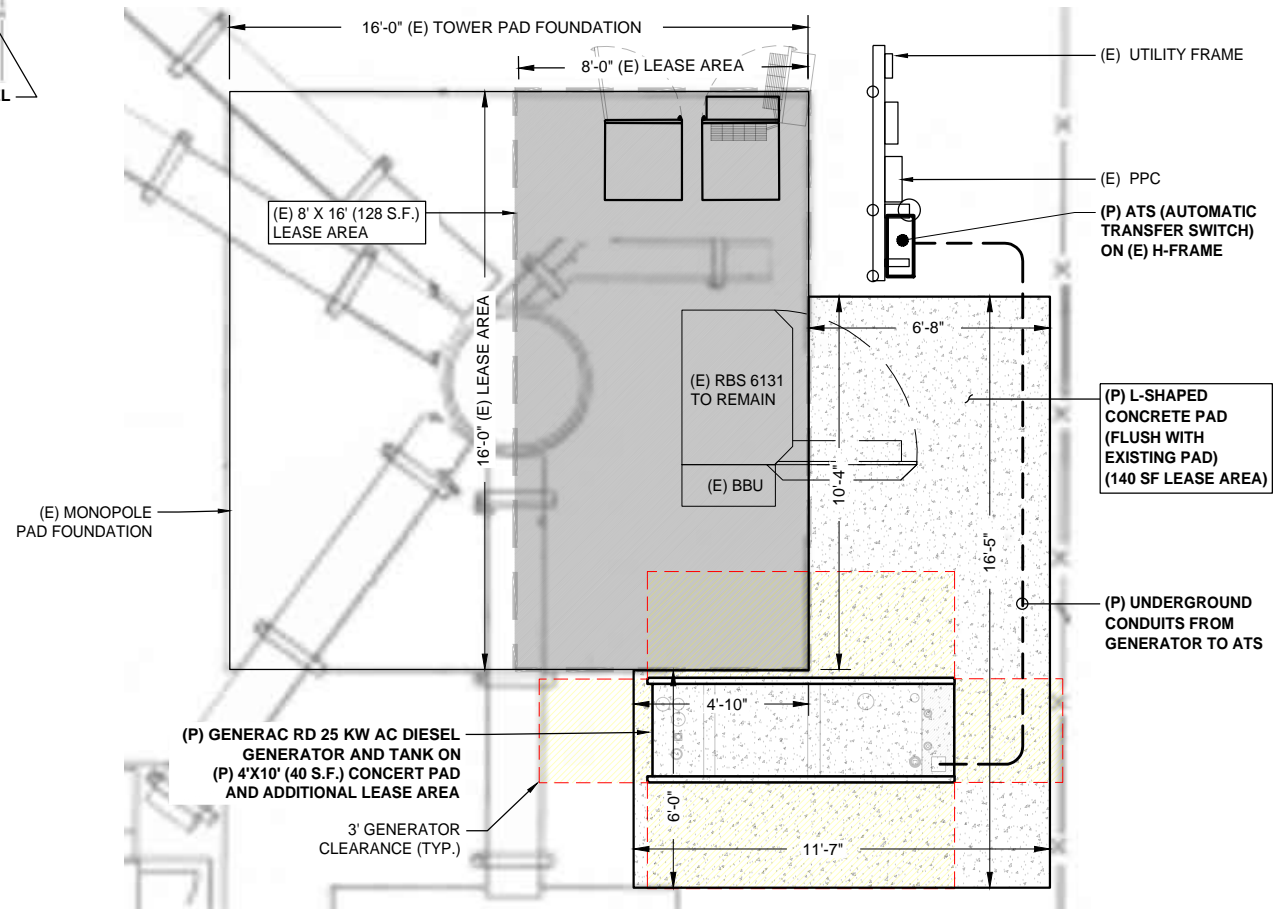 16'-0" (E) TOWER PAD FOUNDATION
8'-0" (E) LEASE AREA
L
(E) UTILITY FRAME
(E) PPC
(P) ATS (AUTOMATIC
TRANSFER SWITCH)
ON (E) H-FRAME
(E) 8' X 16' (128 S.F.)
LEASE AREA
16'-0" (E) LEASE AREA
6'-8"
(E) RBS 6131
TO REMAIN
(E) BBU
10'-4"
16'-5"
(P) L-SHAPED
CONCRETE PAD
(FLUSH WITH
EXISTING PAD)
(140 SF LEASE AREA)
(E) MONOPOLE
PAD FOUNDATION
(P) UNDERGROUND
CONDUITS FROM
GENERATOR TO ATS
4'-10"
(P) GENERAC RD 25 KW AC DIESEL
GENERATOR AND TANK ON
(P) 4'X10' (40 S.F.) CONCERT PAD
AND ADDITIONAL LEASE AREA
6'-0"
3' GENERATOR
CLEARANCE (TYP.)
11'-7"
X
X
X
X
X